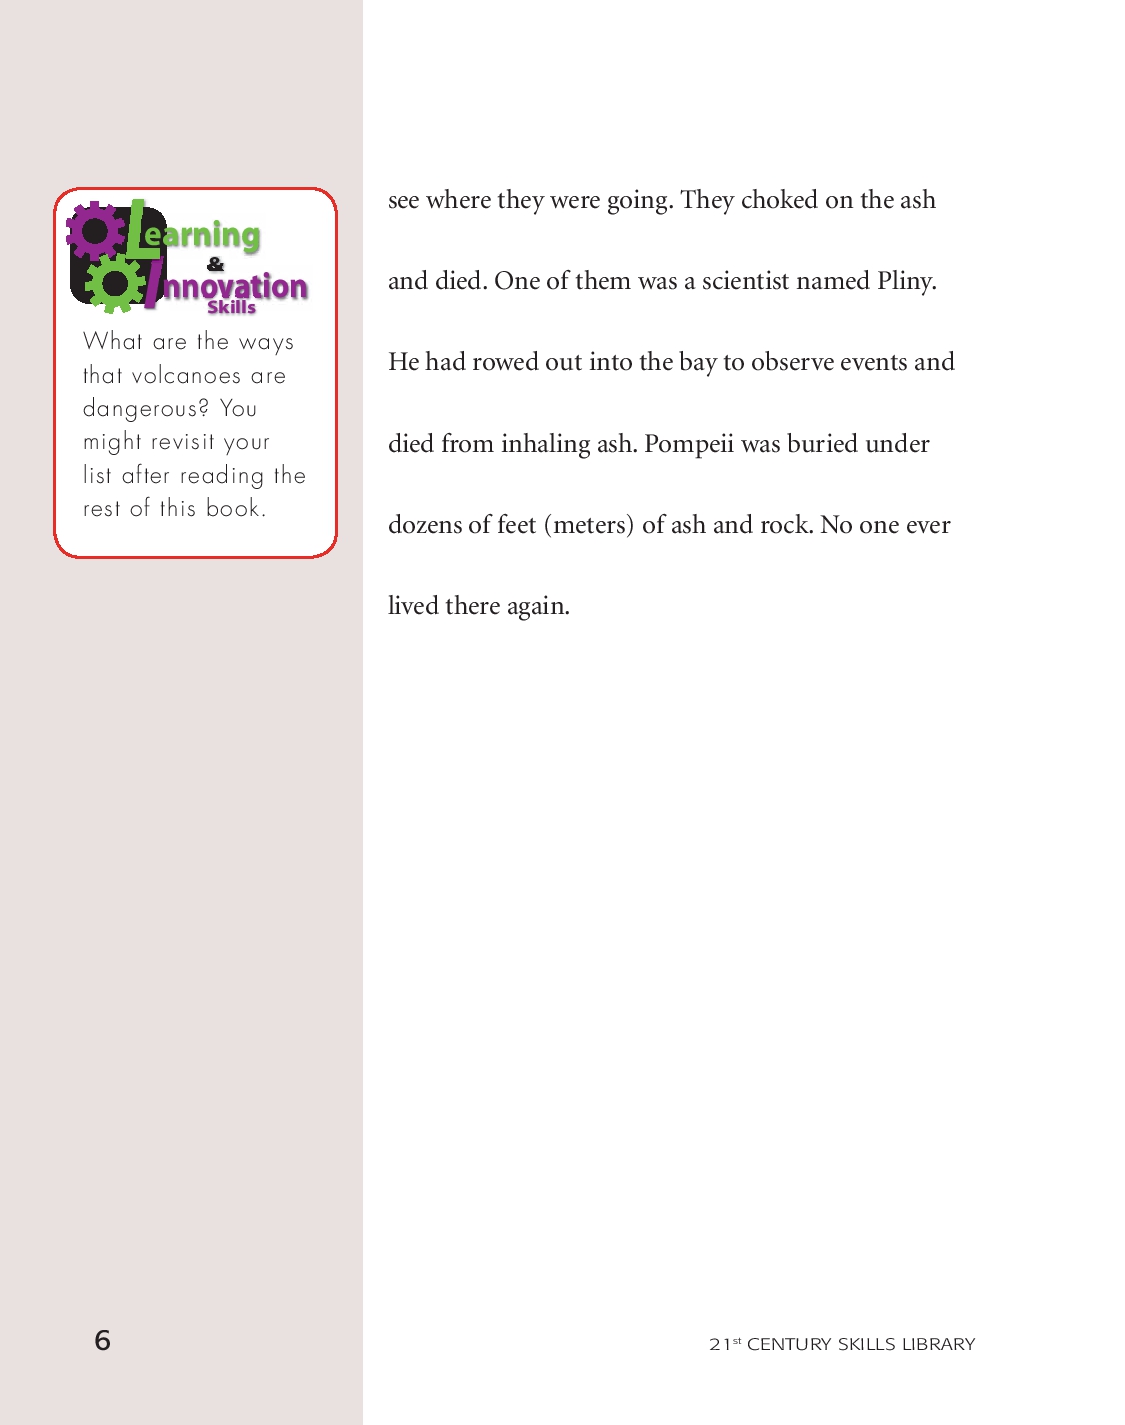 Learning
&
Innovation
Skills
What are the ways
that volcanoes are
dangerous? You
might revisit your
list after reading the
rest of this book.
see where they were going. They choked on the ash
and died. One of them was a scientist named Pliny.
He had rowed out into the bay to observe events and
died from inhaling ash. Pompeii was buried under
dozens of feet (meters) of ash and rock. No one ever
lived there again.
6
21st CENTURY SKILLS LIBRARY